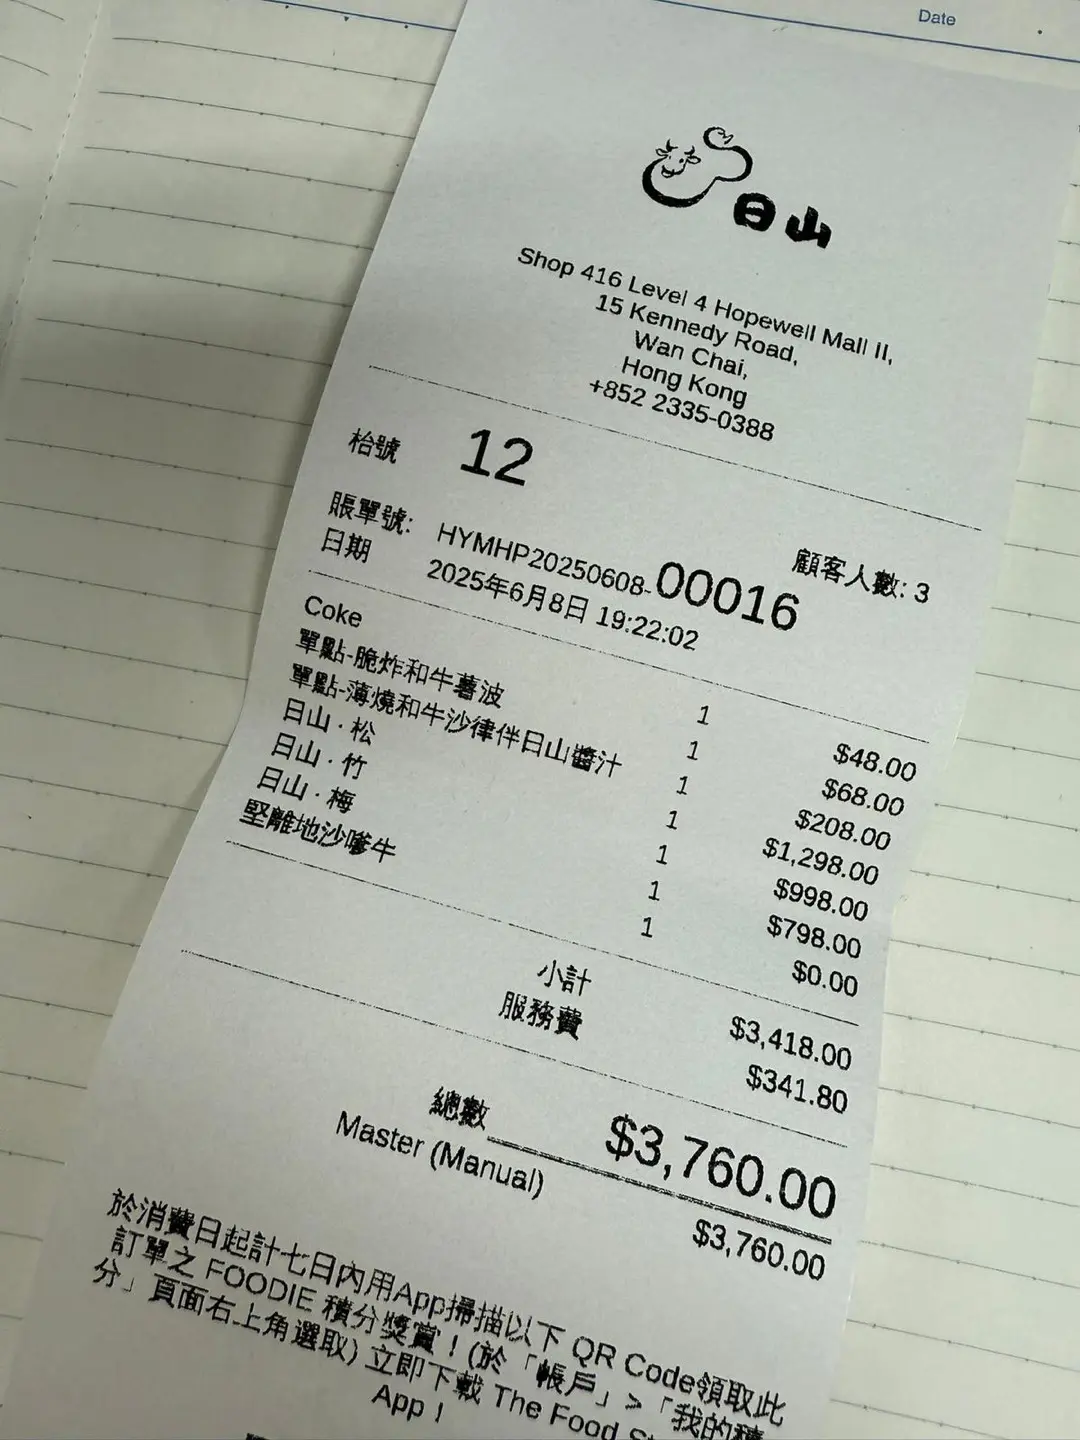 Date
日山
Shop 416 Level 4 Hopewell Mall II,
15 Kennedy Road,
Wan Chai,
Hong Kong
+852 2335-0388
枱號 12
顧客人數: 3
賬單號: HYMHP20250608-00016
日期 2025年6月8日 19:22:02
Coke 1 $48.00
單點-脆炸和牛薯波 1 $68.00
單點-薄燒和牛沙律伴日山醬汁 1 $208.00
日山 · 松 1 $1,298.00
日山 · 竹 1 $998.00
日山 · 梅 1 $798.00
堅離地沙嗲牛 1 $0.00
小計 $3,418.00
服務費 $341.80
總數 $3,760.00
Master (Manual) $3,760.00
於消費日起計七日內用App掃描以下 QR Code領取此
訂單之 FOODIE 積分獎賞！(於「帳戶」>「我的積
分」頁面右上角選取) 立即下載 The Food
App！